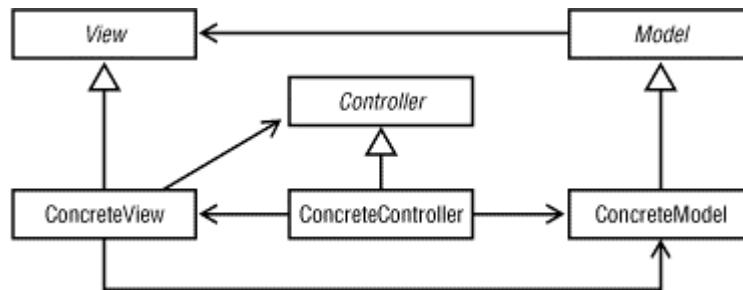 View
Model
Controller
ConcreteView
ConcreteController
ConcreteModel